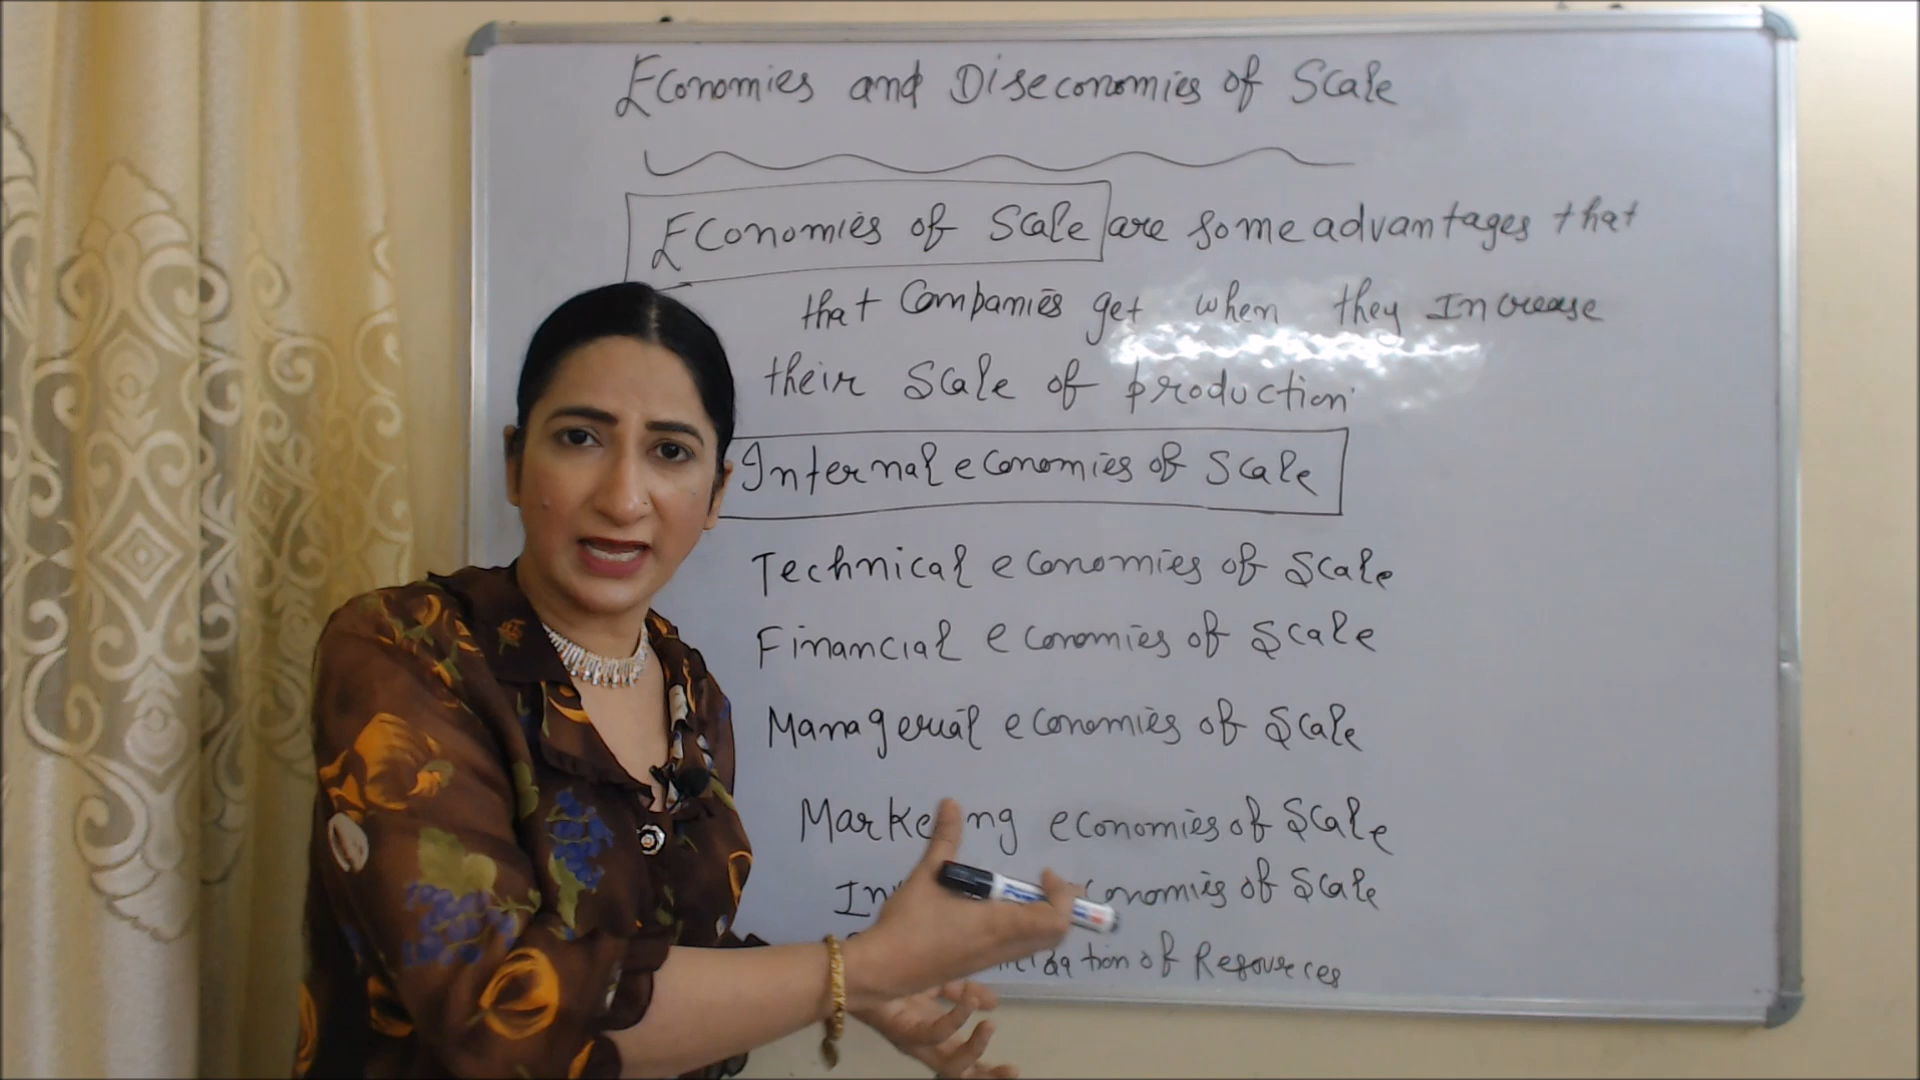 Economies and Diseconomies of Scale
Economies of Scale are some advantages that
that Companies get when they Increase
their Scale of production.
Internal economies of Scale
Technical economies of Scale
Financial economies of Scale
Managerial economies of Scale
economies of Scale
of Scale
of Resources